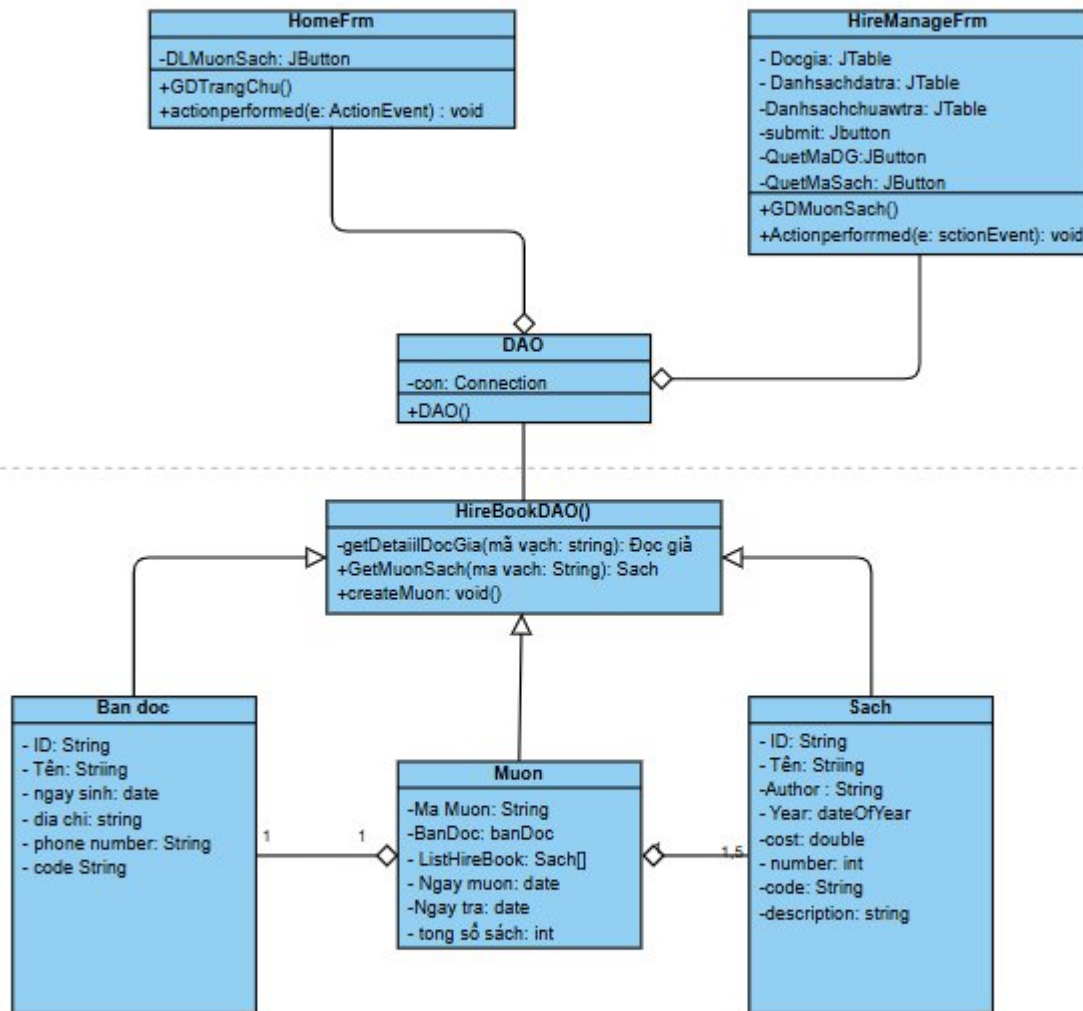 HomeFrm
-DLMuonSach: JButton
+GDTrangChu()
+actionperformed(e: ActionEvent) : void
HireManageFrm
- Docgia: JTable
- Danhsachdatra: JTable
-Danhsachchuawtra: JTable
-submit: Jbutton
-QuetMaDG:JButton
-QuetMaSach: JButton
+GDMuonSach()
+Actionperforrmed(e: sctionEvent): void
DAO
-con: Connection
+DAO()
HireBookDAO()
-getDetaiilDocGia(mã vạch: string): Đọc giả
+GetMuonSach(ma vach: String): Sach
+createMuon: void()
Ban doc
- ID: String
- Tên: Striing
- ngay sinh: date
- dia chi: string
- phone number: String
- code String
1
1
Muon
-Ma Muon: String
-BanDoc: banDoc
- ListHireBook: Sach[]
- Ngay muon: date
-Ngay tra: date
- tong số sách: int
1
1,5
Sach
- ID: String
- Tên: Striing
-Author : String
- Year: dateOfYear
-cost: double
- number: int
-code: String
-description: string